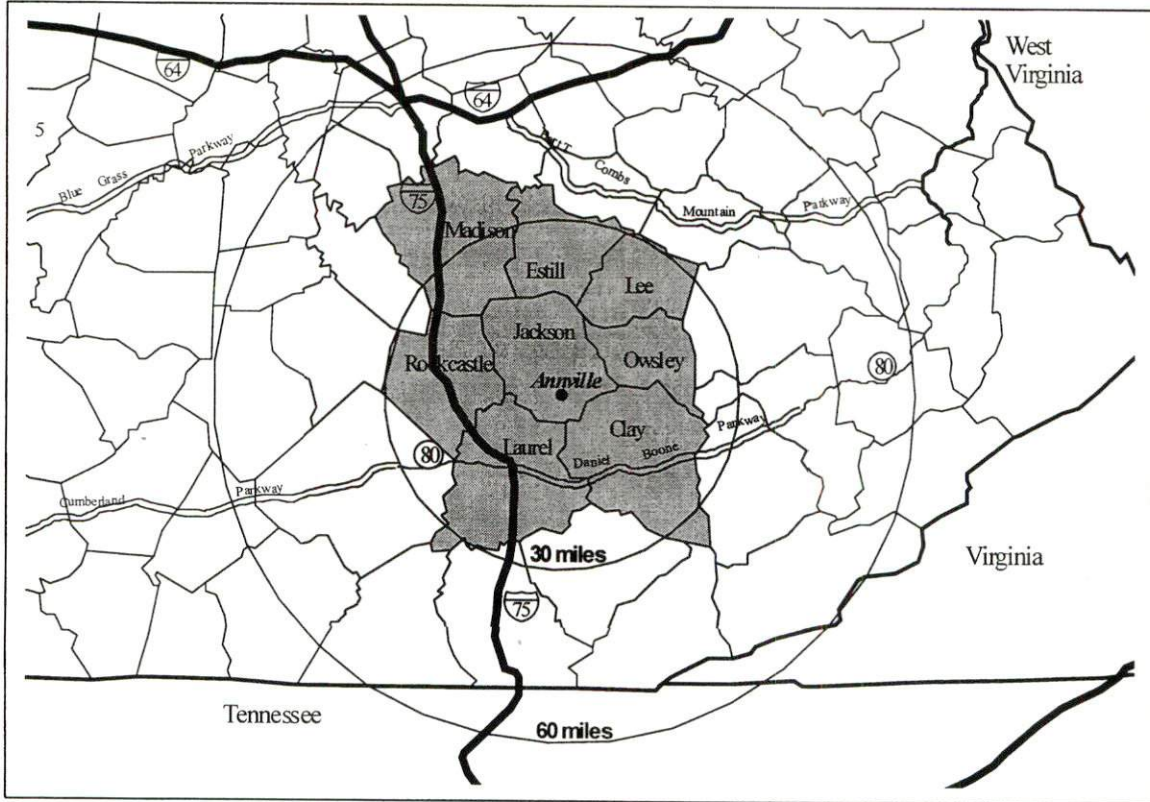 West
Virginia
64
64
5
Blue Grass Parkway
Combs
Mountain
Parkway
75
Madison
Estill
Lee
Jackson
Rockcastle
Owsley
80
Annville
Clay
Parkway
Laurel
Daniel Boone
80
Cumberland
Parkway
30 miles
Virginia
75
Tennessee
60 miles